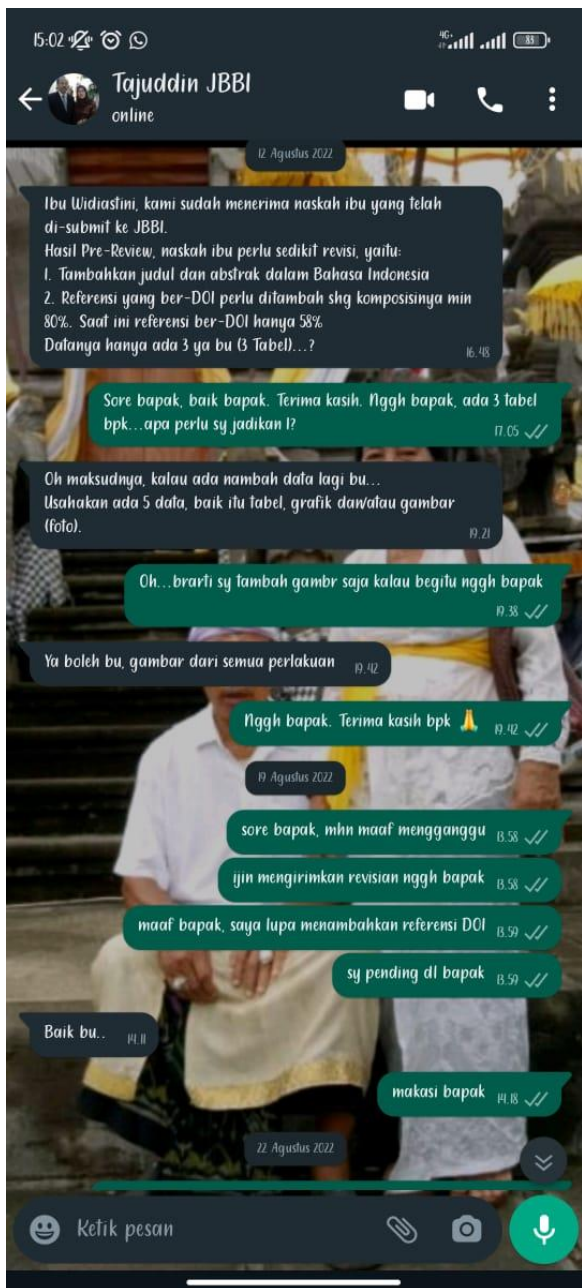 15:02
4G+
88
Tajuddin JBBI
online
12 Agustus 2022
Ibu Widiastini, kami sudah menerima naskah ibu yang telah
di-submit ke JBBI.
Hasil Pre-Review, naskah ibu perlu sedikit revisi, yaitu:
1. Tambahkan judul dan abstrak dalam Bahasa Indonesia
2. Referensi yang ber-DOI perlu ditambah shg komposisinya min
80%. Saat ini referensi ber-DOI hanya 58%
Datanya hanya ada 3 ya bu (3 Tabel)...?
16.48
Sore bapak, baik bapak. Terima kasih. Nggh bapak, ada 3 tabel
bpk...apa perlu sy jadikan 1?
17.05
Oh maksudnya, kalau ada nambah data lagi bu...
Usahakan ada 5 data, baik itu tabel, grafik dan/atau gambar
(foto).
19.21
Oh...brarti sy tambah gambr saja kalau begitu nggh bapak
19.38
Ya boleh bu, gambar dari semua perlakuan
19.42
Nggh bapak. Terima kasih bpk 🙏
19.42
19 Agustus 2022
sore bapak, mhn maaf mengganggu
13.58
ijin mengirimkan revisian nggh bapak
13.58
maaf bapak, saya lupa menambahkan referensi DOI
13.59
sy pending dl bapak
13.59
Baik bu..
14.11
makasi bapak
14.18
22 Agustus 2022
Ketik pesan